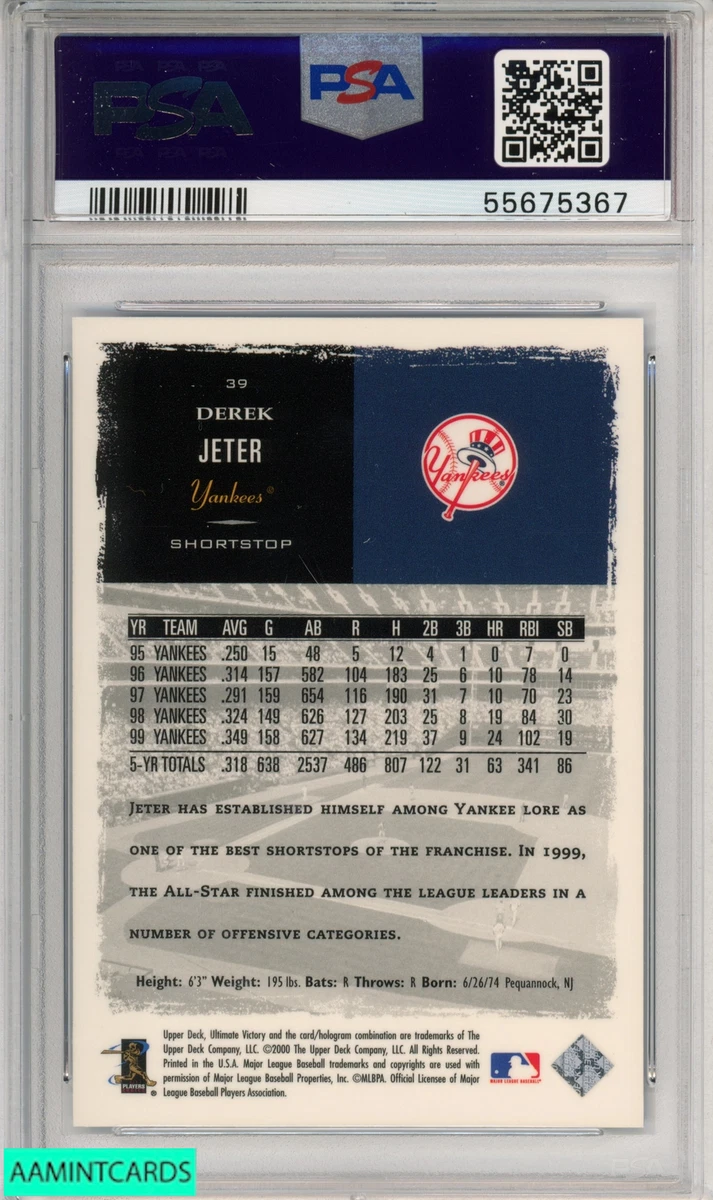 PSA
PSA
55675367
39
DEREK
JETER
Yankees®
SHORTSTOP
Yankees
YR TEAM AVG G AB R H 2B 3B HR RBI SB
95 YANKEES .250 15 48 5 12 4 1 0 7 0
96 YANKEES .314 157 582 104 183 25 6 10 78 14
97 YANKEES .291 159 654 116 190 31 7 10 70 23
98 YANKEES .324 149 626 127 203 25 8 19 84 30
99 YANKEES .349 158 627 134 219 37 9 24 102 19
5-YR TOTALS .318 638 2537 486 807 122 31 63 341 86
JETER HAS ESTABLISHED HIMSELF AMONG YANKEE LORE AS
ONE OF THE BEST SHORTSTOPS OF THE FRANCHISE. IN 1999,
THE ALL-STAR FINISHED AMONG THE LEAGUE LEADERS IN A
NUMBER OF OFFENSIVE CATEGORIES.
Height: 6'3" Weight: 195 lbs. Bats: R Throws: R Born: 6/26/74 Pequannock, NJ
Upper Deck, Ultimate Victory and the card/hologram combination are trademarks of The
Upper Deck Company, LLC. ©2000 The Upper Deck Company, LLC. All Rights Reserved.
Printed in the U.S.A. Major League Baseball trademarks and copyrights are used with
permission of Major League Baseball Properties, Inc. ©MLBPA. Official Licensee of Major
League Baseball Players Association.
PLAYERS
®
MAJOR LEAGUE BASEBALL
AAMINTCARDS